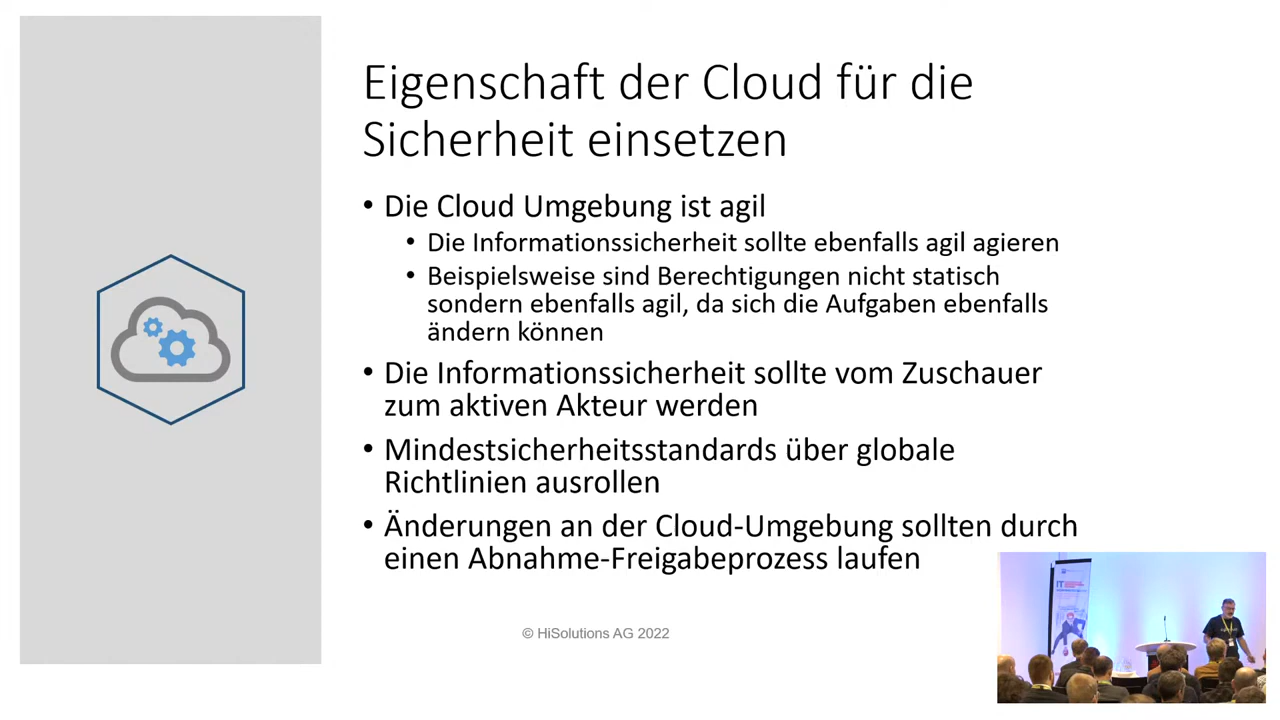 Eigenschaft der Cloud für die
Sicherheit einsetzen
• Die Cloud Umgebung ist agil
• Die Informationssicherheit sollte ebenfalls agil agieren
• Beispielsweise sind Berechtigungen nicht statisch
sondern ebenfalls agil, da sich die Aufgaben ebenfalls
ändern können
• Die Informationssicherheit sollte vom Zuschauer
zum aktiven Akteur werden
• Mindestsicherheitsstandards über globale
Richtlinien ausrollen
• Änderungen an der Cloud-Umgebung sollten durch
einen Abnahme-Freigabeprozess laufen
© HiSolutions AG 2022
IT